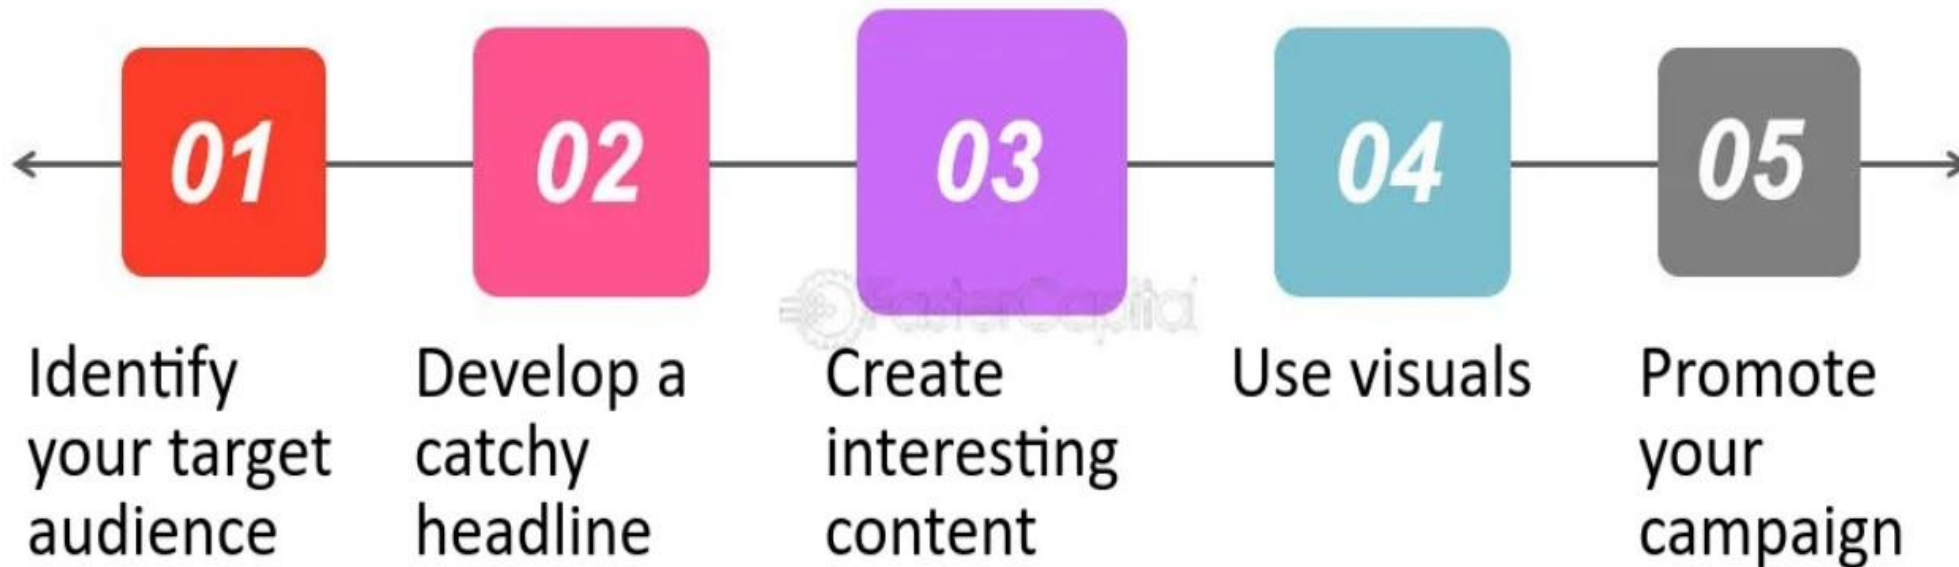 01
02
03
04
05
FasterCapital
Identify
your target
audience
Develop a
catchy
headline
Create
interesting
content
Use visuals
Promote
your
campaign